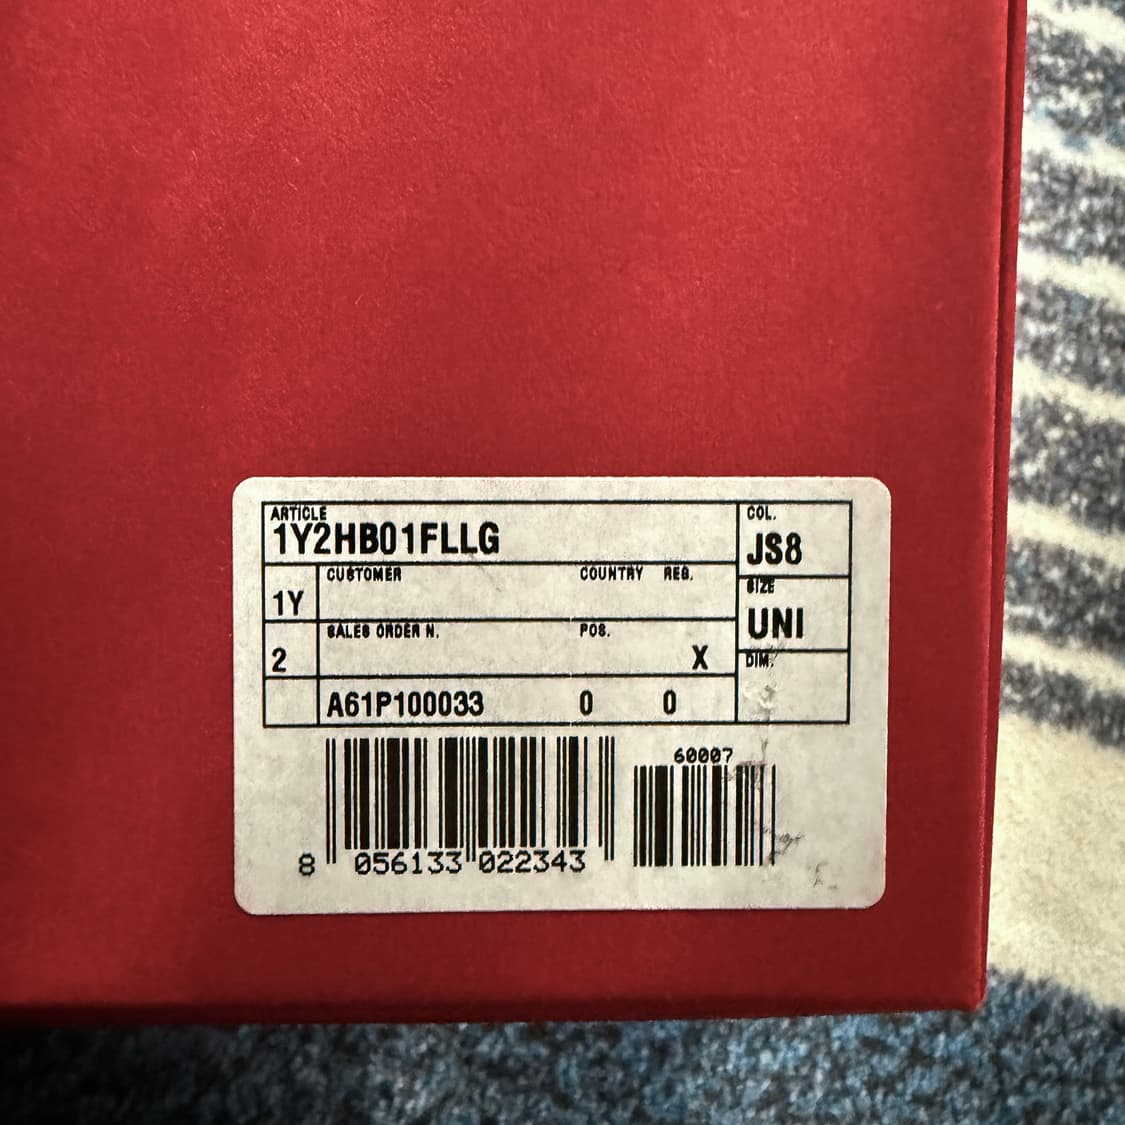 ARTICLE
1Y2HB01FLLG
COL.
JS8
1Y
CUSTOMER
COUNTRY REG.
SIZE
UNI
2
SALES ORDER N.
POS.
X
DIM.
A61P100033 0 0
60007
8 056133 022343